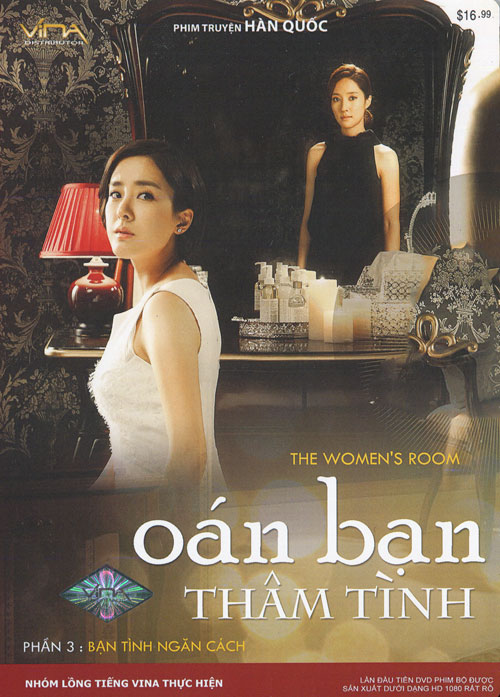 ViNA
DISTRIBUTOR
PHIM TRUYỆN HÀN QUỐC
$16.99
THE WOMEN'S ROOM
oán bạn
THÂM TÌNH
ViNA
PHẦN 3 : BẠN TÌNH NGĂN CÁCH
NHÓM LỒNG TIẾNG VINA THỰC HIỆN
LẦN ĐẦU TIÊN DVD PHIM BỘ ĐƯỢC
SẢN XUẤT DƯỚI DẠNG HD 1080 RẤT RÕ